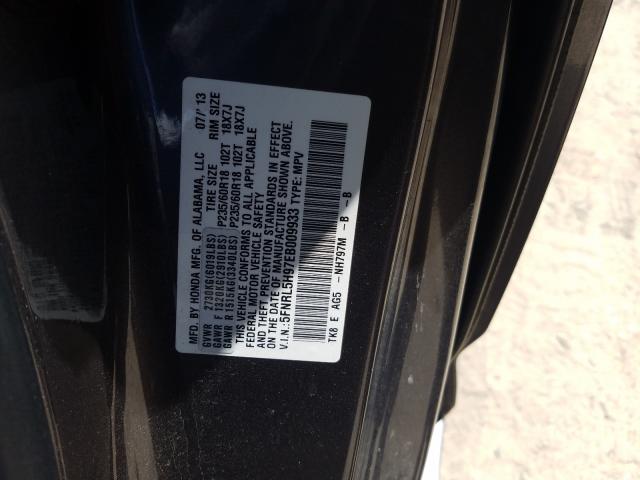 MFD. BY HONDA MFG. OF ALABAMA, LLC 07/'13
TIRE SIZE RIM SIZE
GVWR 2730KG(6019LBS)
GAWR F 1320KG(2910LBS) P235/60R18 102T 18X7J
GAWR R 1515KG(3340LBS) P235/60R18 102T 18X7J
THIS VEHICLE CONFORMS TO ALL APPLICABLE
FEDERAL MOTOR VEHICLE SAFETY
AND THEFT PREVENTION STANDARDS IN EFFECT
ON THE DATE OF MANUFACTURE SHOWN ABOVE.
V.I.N.:5FNRL5H97EB009933 TYPE: MPV
TK8 E AG5 -NH797M - B - B